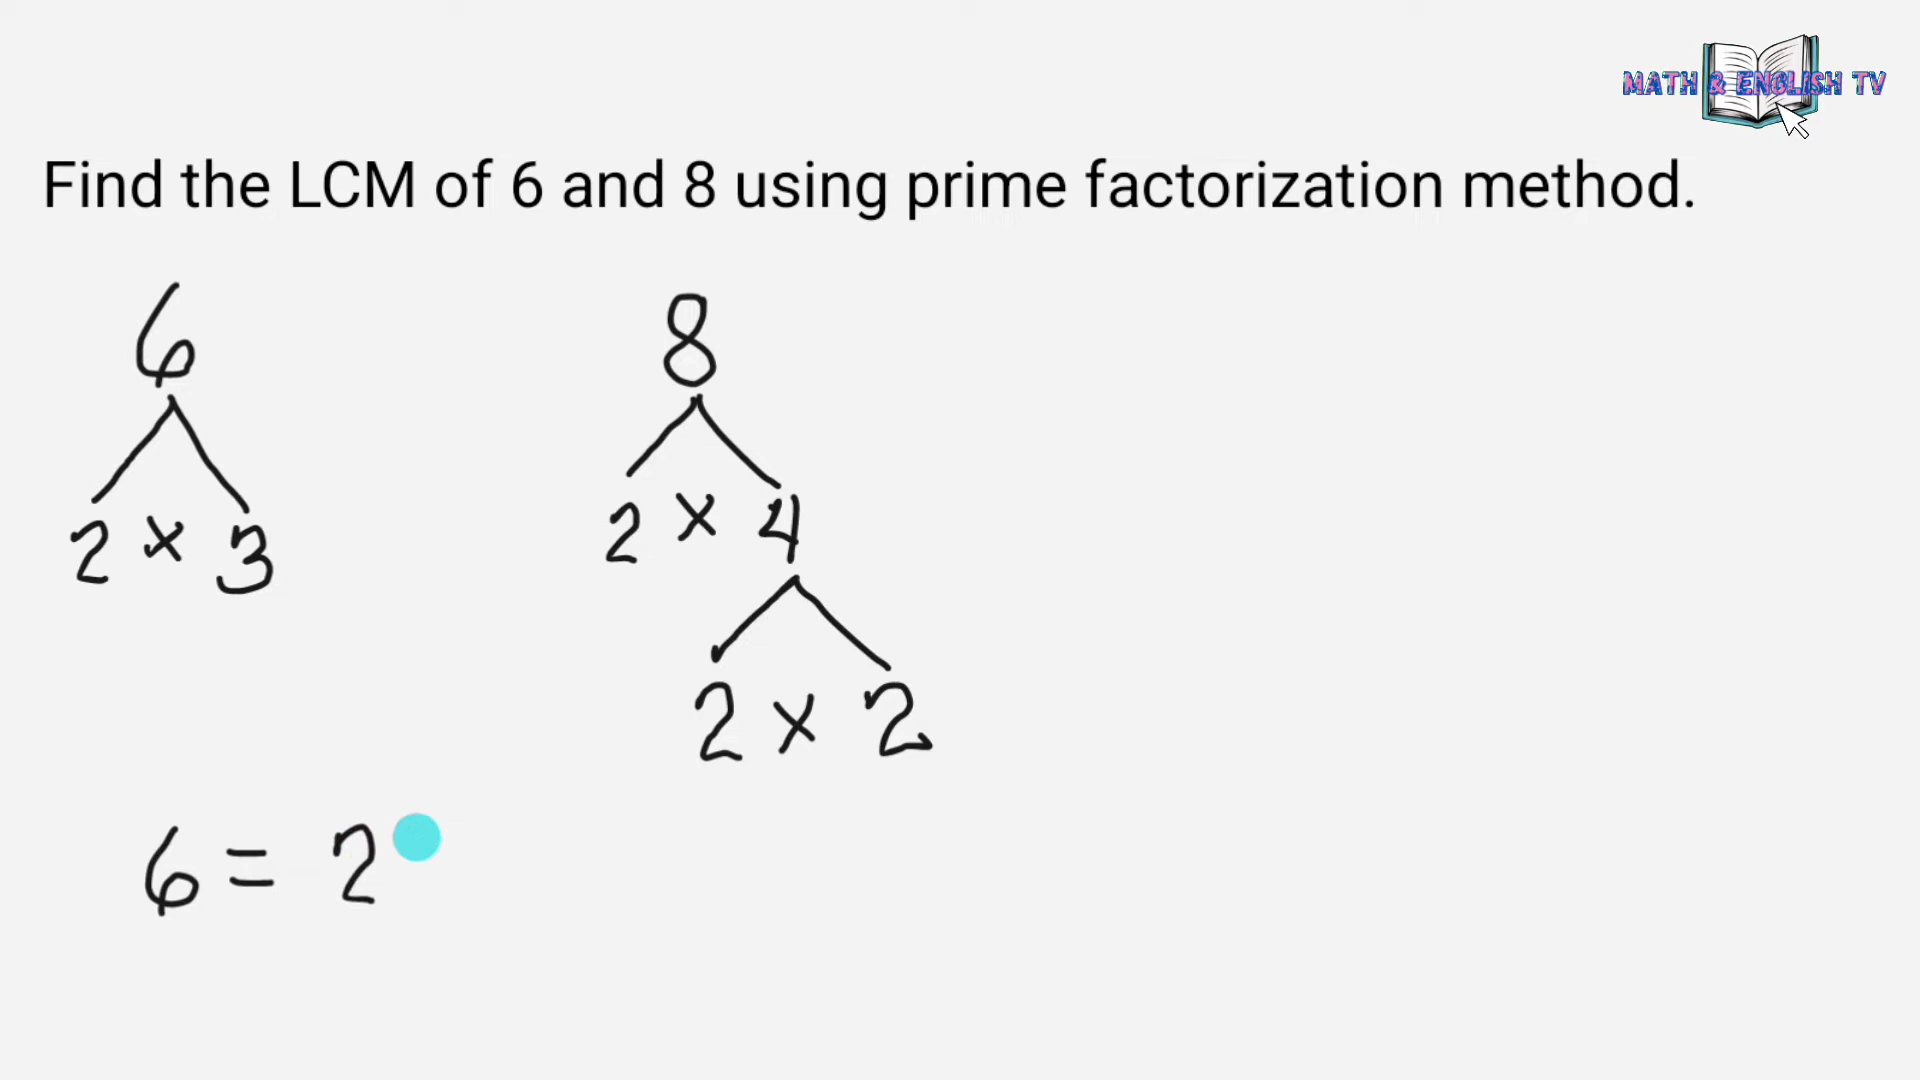 MATH & ENGLISH TV
Find the LCM of 6 and 8 using prime factorization method.
6 8
2 × 3 2 × 4
2 × 2
6 = 2